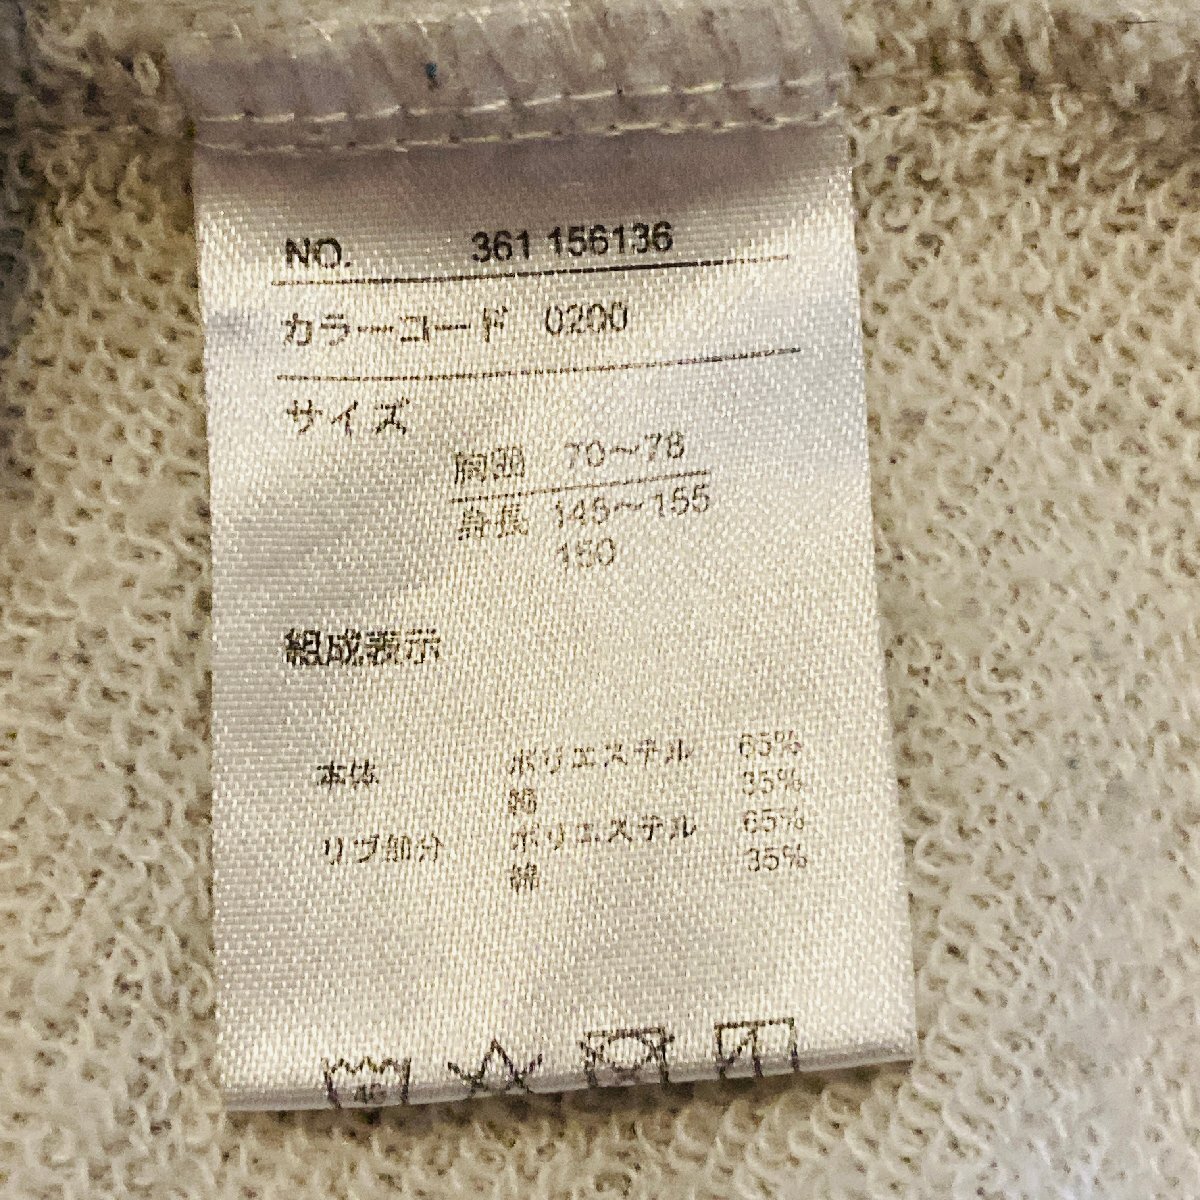 NO. 361 156136
カラーコード 0200
サイズ
胸囲 70～78
身長 145～155
150
組成表示
本体 ポリエステル 65%
綿 35%
リブ部分 ポリエステル 65%
綿 35%